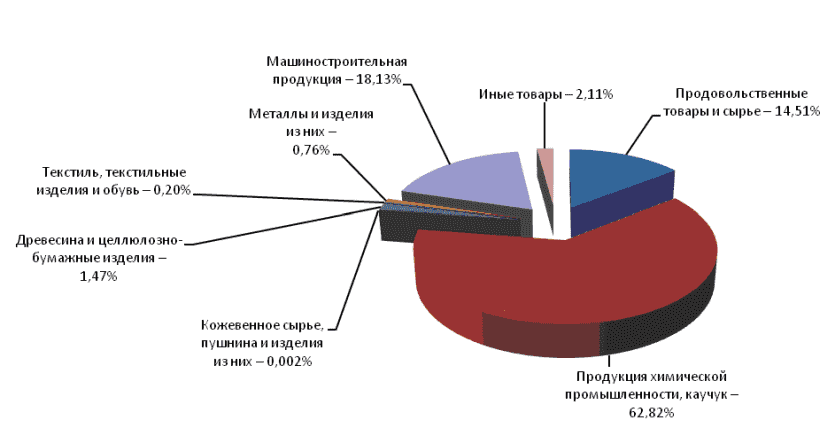 Машиностроительная
продукция – 18,13%
Иные товары – 2,11%
Продовольственные
товары и сырье – 14,51%
Металлы и изделия
из них –
0,76%
Текстиль, текстильные
изделия и обувь – 0,20%
Древесина и целлюлозно-
бумажные изделия –
1,47%
Кожевенное сырье,
пушнина и изделия
из них – 0,002%
Продукция химической
промышленности, каучук –
62,82%